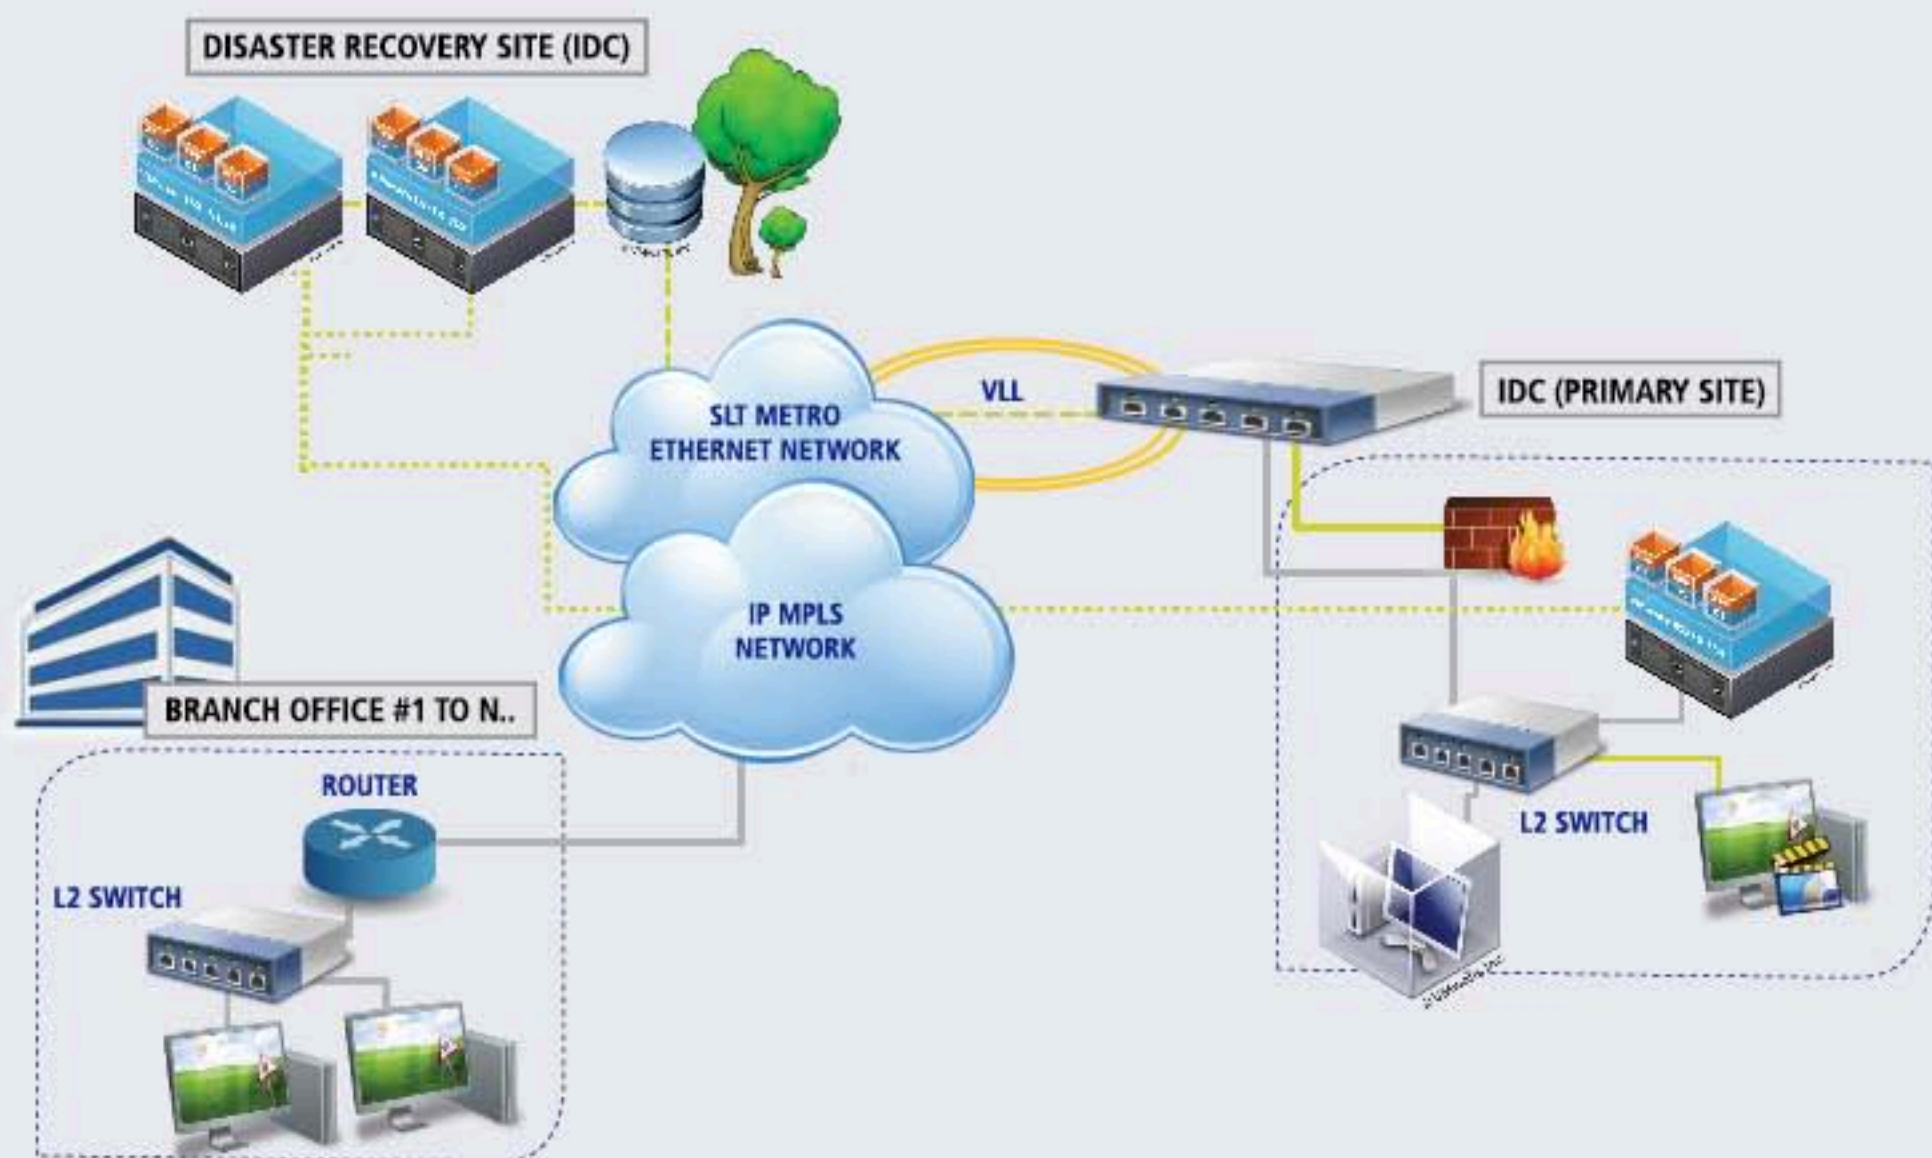 DISASTER RECOVERY SITE (IDC)
VLL
IDC (PRIMARY SITE)
SLT METRO
ETHERNET NETWORK
IP MPLS
NETWORK
BRANCH OFFICE #1 TO N..
ROUTER
L2 SWITCH
L2 SWITCH